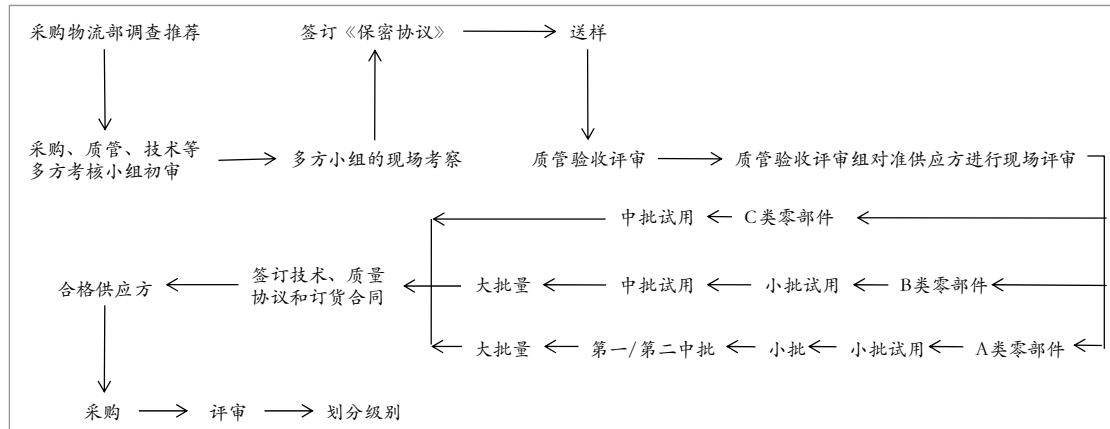 采购物流部调查推荐
签订《保密协议》
送样
采购、质管、技术等
多方考核小组初审
多方小组的现场考察
质管验收评审
质管验收评审组对准供应方进行现场评审
中批试用
C类零部件
合格供应方
签订技术、质量
协议和订货合同
大批量
中批试用
小批试用
B类零部件
大批量
第一/第二中批
小批
小批试用
A类零部件
采购
评审
划分级别